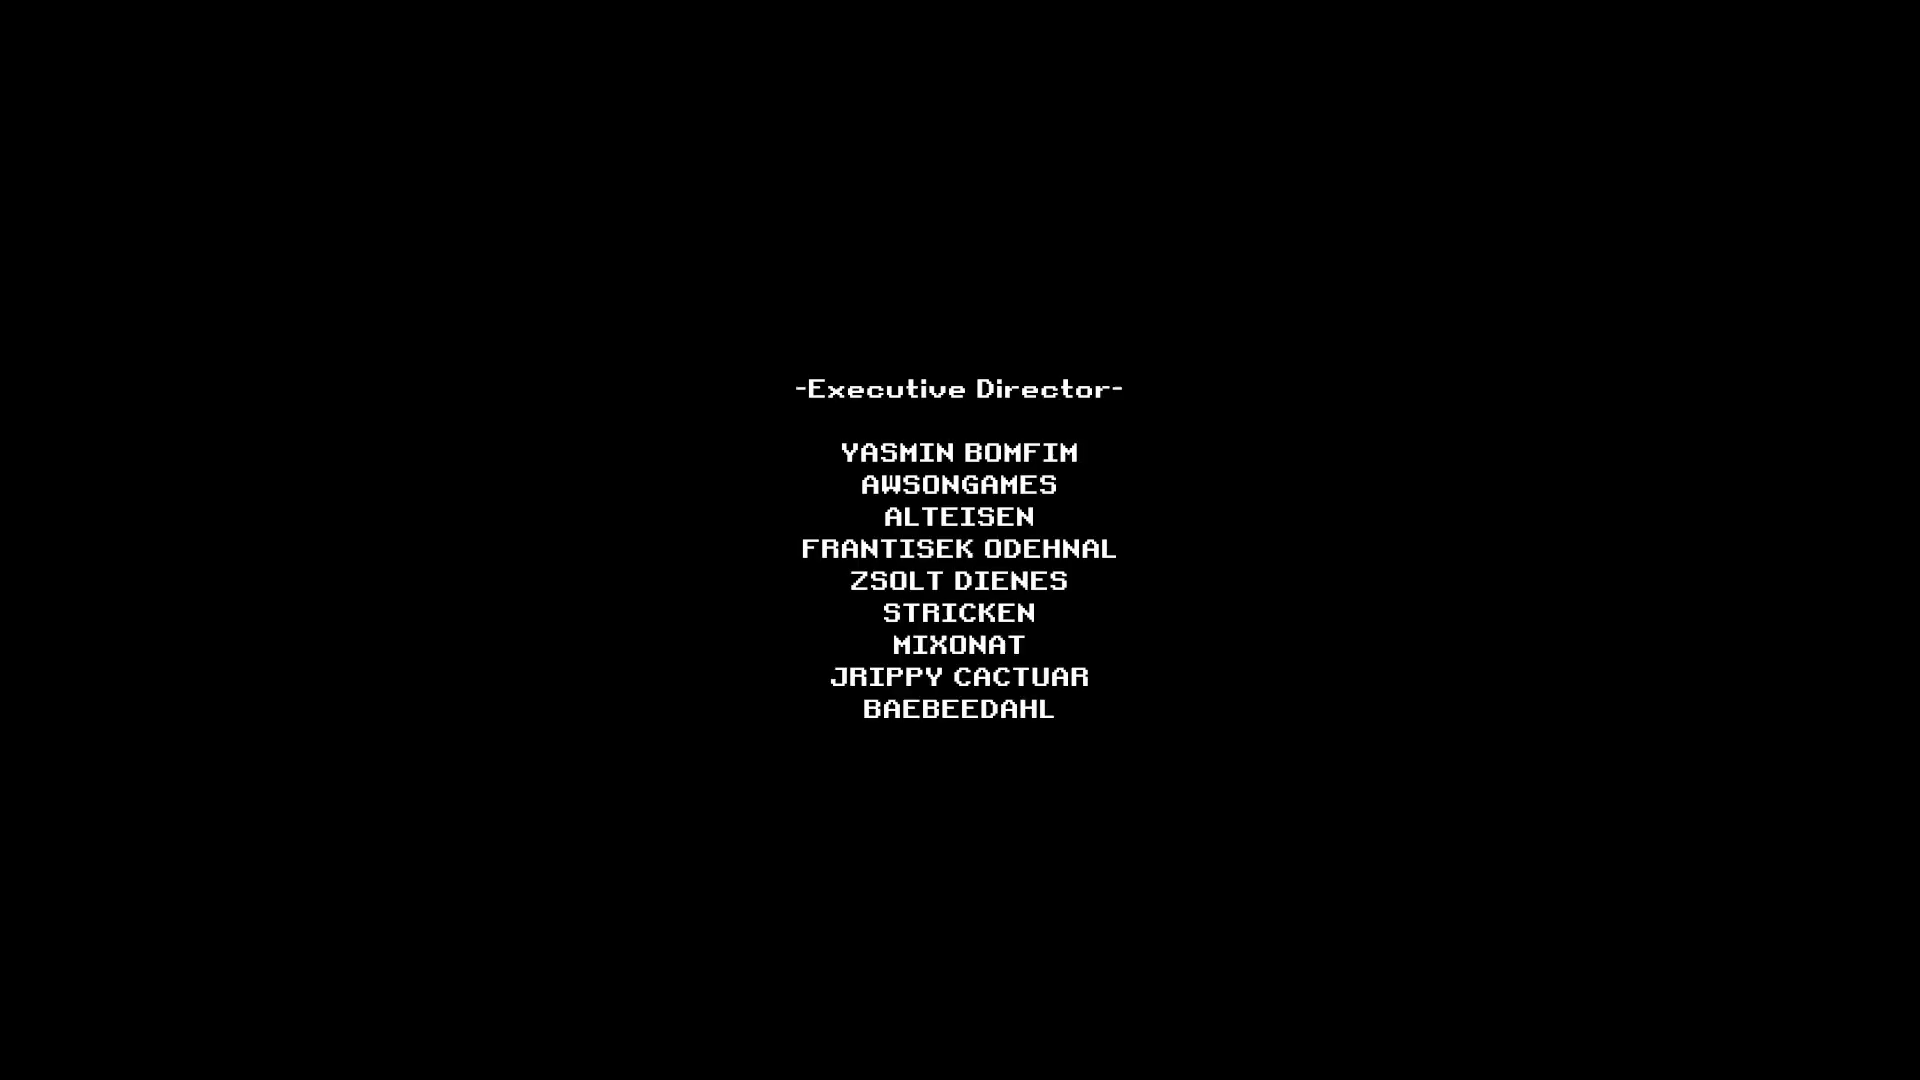 -Executive Director-
YASMIN BOMFIM
AWSONGAMES
ALTEISEN
FRANTISEK ODEHNAL
ZSOLT DIENES
STRICKEN
MIXONAT
JRIPPY CACTUAR
BAEBEEDAHL